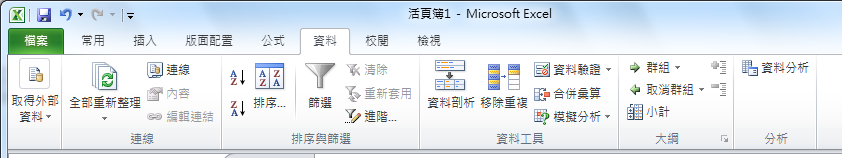 活頁簿1 - Microsoft Excel
檔案 常用 插入 版面配置 公式 資料 校閱 檢視
取得外部
資料
全部重新整理
連線
內容
編輯連結
連線
A
Z
Z
A
A Z
Z A
排序...
篩選
清除
重新套用
進階...
排序與篩選
資料剖析
移除重複
資料驗證
合併彙算
模擬分析
資料工具
群組
取消群組
小計
大綱
資料分析
分析